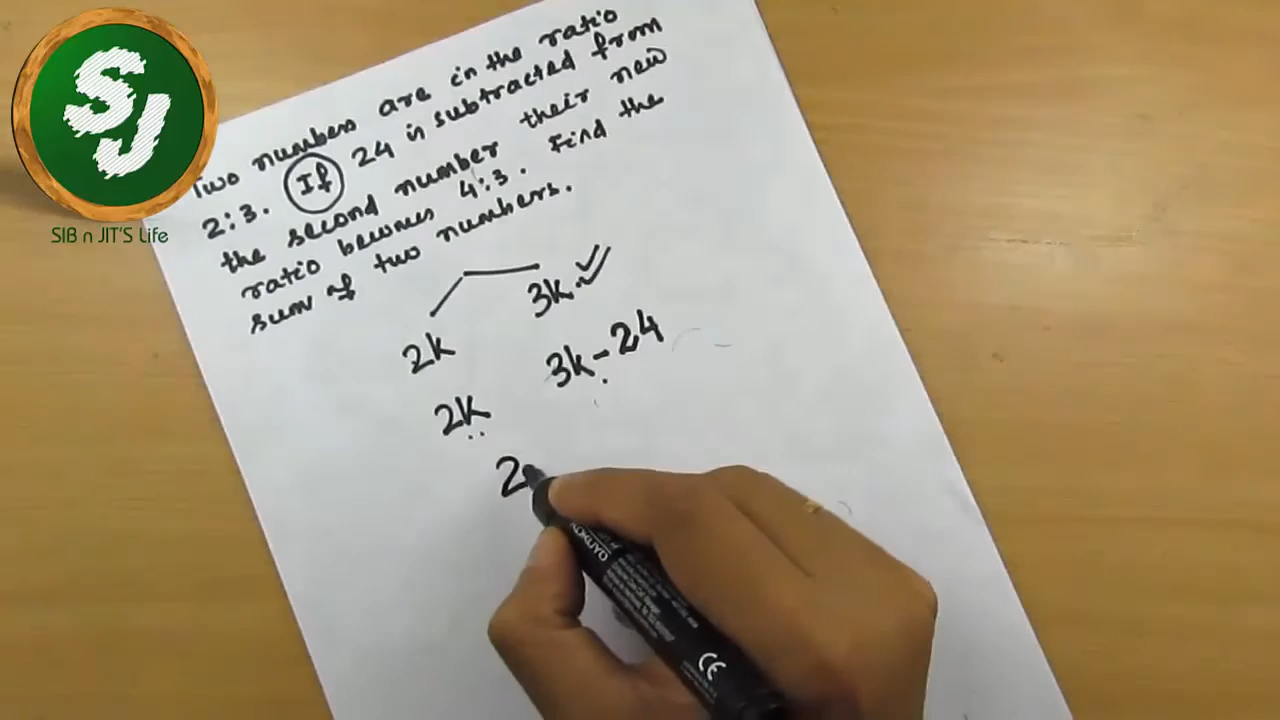 SJ
SIB n JIT'S Life
Two numbers are in the ratio
2:3. If 24 is subtracted from
the second number their new
ratio becomes 4:3. Find the
sum of two numbers.
2k 3k
2k 3k-24
2
KOKUYO
CE